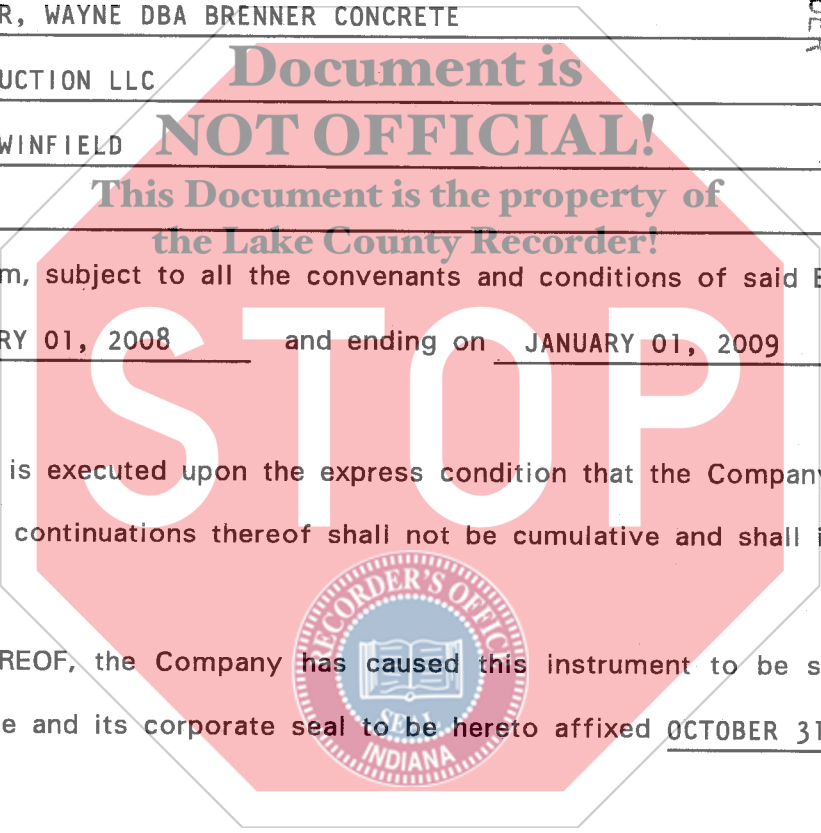 R, WAYNE DBA BRENNER CONCRETE
UCTION LLC
Document is
WINFIELD
NOT OFFICIAL!
This Document is the property of
the Lake County Recorder!
m, subject to all the convenants and conditions of said
RY 01, 2008 and ending on JANUARY 01, 2009
STOP
is executed upon the express condition that the Company
continuations thereof shall not be cumulative and shall
RECORDER'S OFFICE
REOF, the Company has caused this instrument to be s
e and its corporate seal to be hereto affixed OCTOBER 31
SEAL
INDIANA